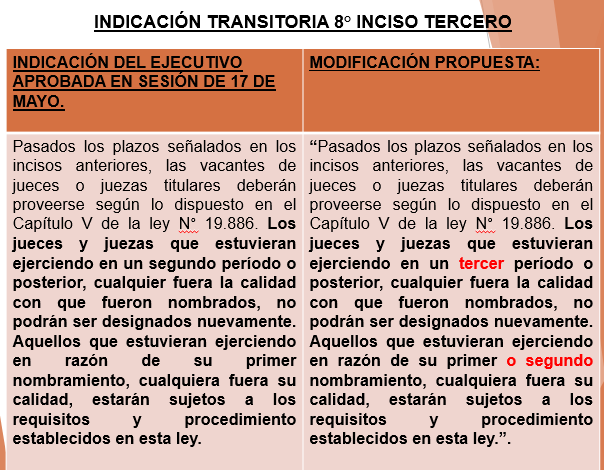 INDICACIÓN TRANSITORIA 8° INCISO TERCERO
INDICACIÓN DEL EJECUTIVO
APROBADA EN SESIÓN DE 17 DE
MAYO.
MODIFICACIÓN PROPUESTA:
Pasados los plazos señalados en los
incisos anteriores, las vacantes de
jueces o juezas titulares deberán
proveerse según lo dispuesto en el
Capítulo V de la ley N° 19.886. Los
jueces y juezas que estuvieran
ejerciendo en un segundo período o
posterior, cualquier fuera la calidad
con que fueron nombrados, no
podrán ser designados nuevamente.
Aquellos que estuvieran ejerciendo
en razón de su primer
nombramiento, cualquiera fuera su
calidad, estarán sujetos a los
requisitos y procedimiento
establecidos en esta ley.
“Pasados los plazos señalados en los
incisos anteriores, las vacantes de
jueces o juezas titulares deberán
proveerse según lo dispuesto en el
Capítulo V de la ley N° 19.886. Los
jueces y juezas que estuvieran
ejerciendo en un tercer período o
posterior, cualquier fuera la calidad
con que fueron nombrados, no
podrán ser designados nuevamente.
Aquellos que estuvieran ejerciendo
en razón de su primer o segundo
nombramiento, cualquiera fuera su
calidad, estarán sujetos a los
requisitos y procedimiento
establecidos en esta ley.”.